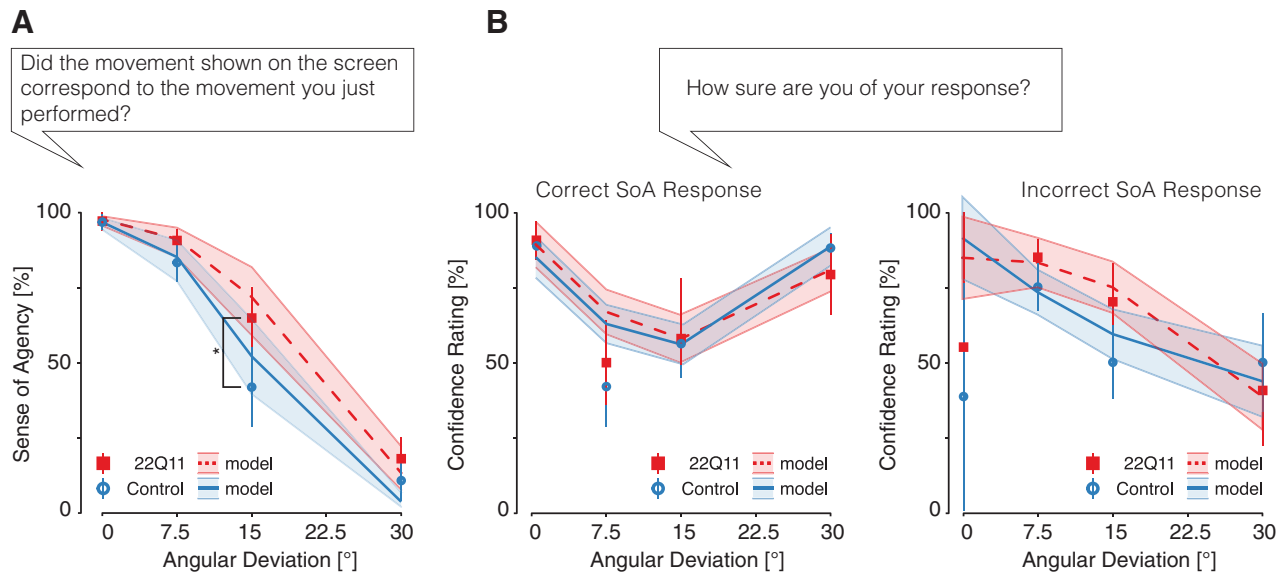 A
B
Did the movement shown on the screen
correspond to the movement you just
performed?
How sure are you of your response?
Correct SoA Response
Incorrect SoA Response
Sense of Agency [%]
100
50
0
*
22Q11 model
Control model
0 7.5 15 22.5 30
Angular Deviation [°]
Confidence Rating [%]
100
50
0
22Q11 model
Control model
0 7.5 15 22.5 30
Angular Deviation [°]
Confidence Rating [%]
100
50
0
22Q11 model
Control model
0 7.5 15 22.5 30
Angular Deviation [°]